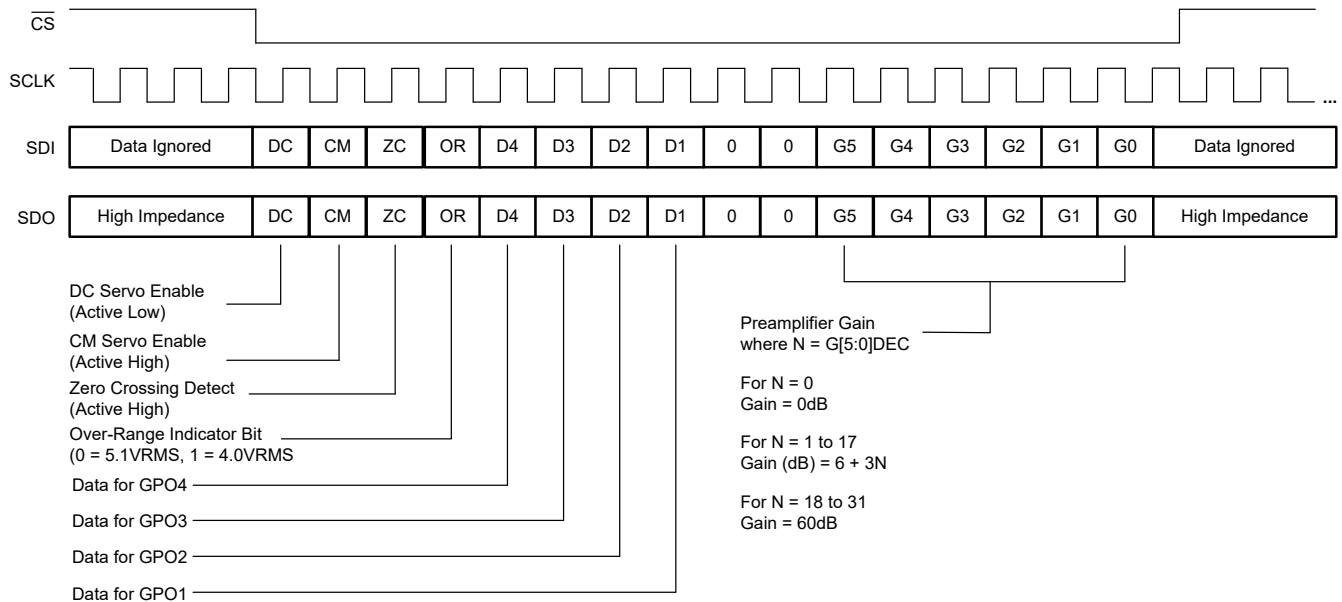 CS
SCLK
...
SDI Data Ignored DC CM ZC OR D4 D3 D2 D1 0 0 G5 G4 G3 G2 G1 G0 Data Ignored
SDO High Impedance DC CM ZC OR D4 D3 D2 D1 0 0 G5 G4 G3 G2 G1 G0 High Impedance
DC Servo Enable
(Active Low)
CM Servo Enable
(Active High)
Zero Crossing Detect
(Active High)
Over-Range Indicator Bit
(0 = 5.1VRMS, 1 = 4.0VRMS
Data for GPO4
Data for GPO3
Data for GPO2
Data for GPO1
Preamplifier Gain
where N = G[5:0]DEC
For N = 0
Gain = 0dB
For N = 1 to 17
Gain (dB) = 6 + 3N
For N = 18 to 31
Gain = 60dB